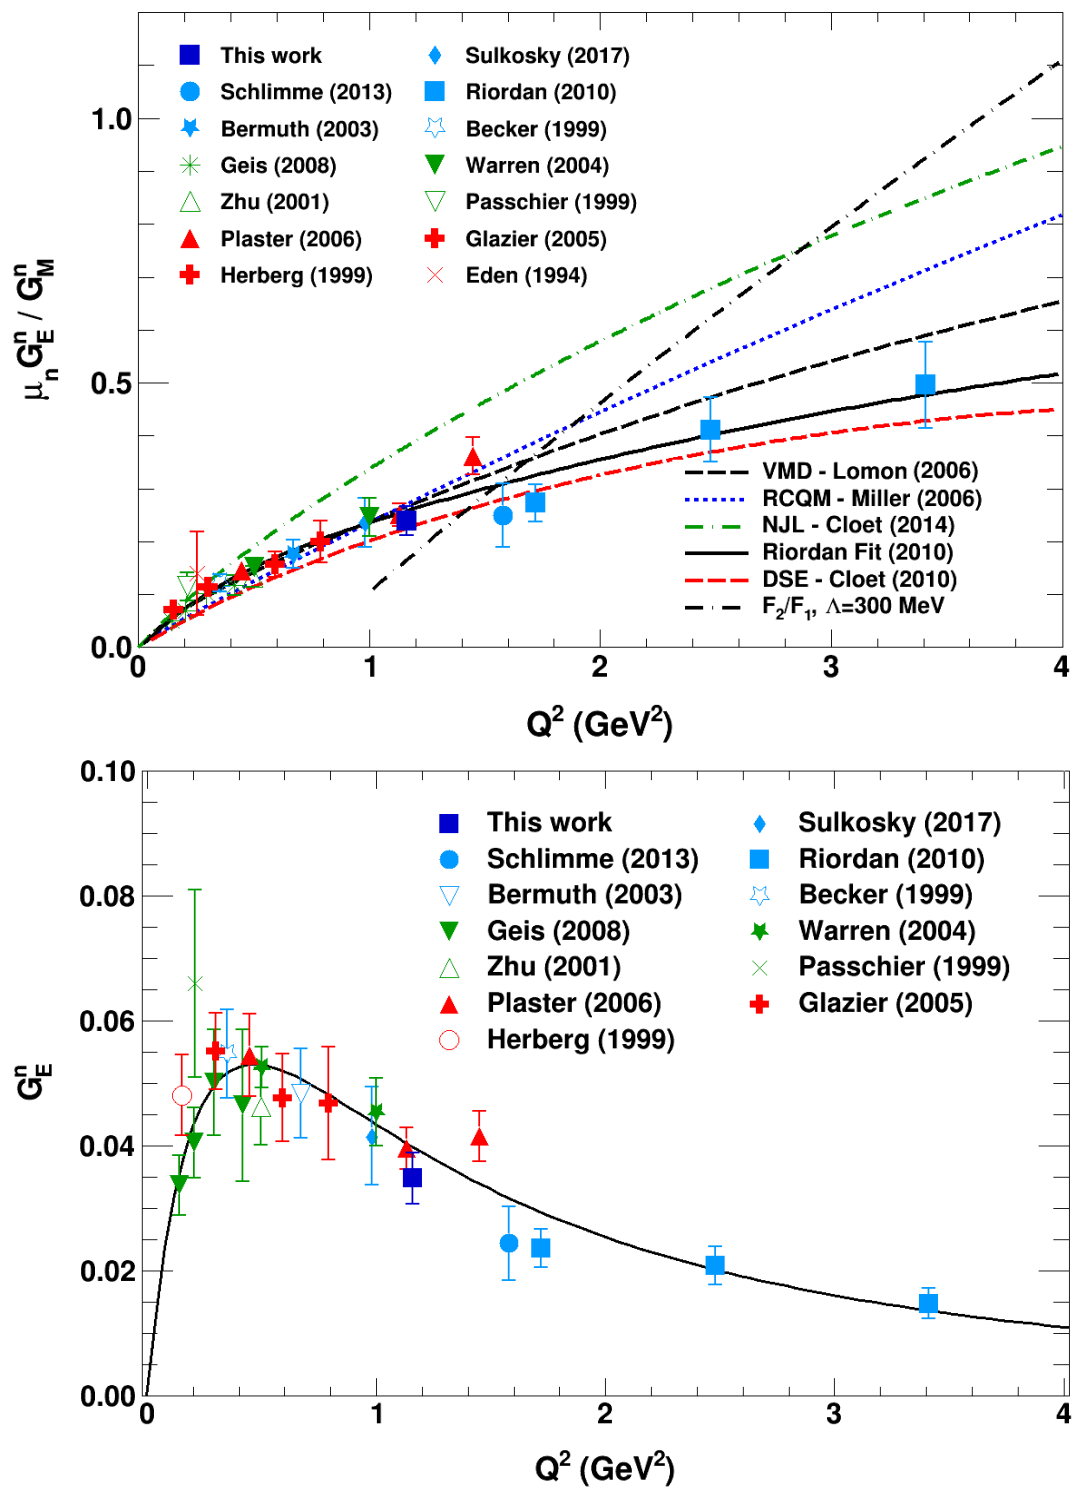 1.0
0.5
0.0
μn G^n_E / G^n_M
This work
Schlimme (2013)
Bermuth (2003)
Geis (2008)
Zhu (2001)
Plaster (2006)
Herberg (1999)
Sulkosky (2017)
Riordan (2010)
Becker (1999)
Warren (2004)
Passchier (1999)
Glazier (2005)
Eden (1994)
VMD - Lomon (2006)
RCQM - Miller (2006)
NJL - Cloet (2014)
Riordan Fit (2010)
DSE - Cloet (2010)
F2/F1, Λ=300 MeV
0 1 2 3 4
Q² (GeV²)
0.10
0.08
0.06
0.04
0.02
0.00
G^n_E
This work
Schlimme (2013)
Bermuth (2003)
Geis (2008)
Zhu (2001)
Plaster (2006)
Herberg (1999)
Sulkosky (2017)
Riordan (2010)
Becker (1999)
Warren (2004)
Passchier (1999)
Glazier (2005)
0 1 2 3 4
Q² (GeV²)